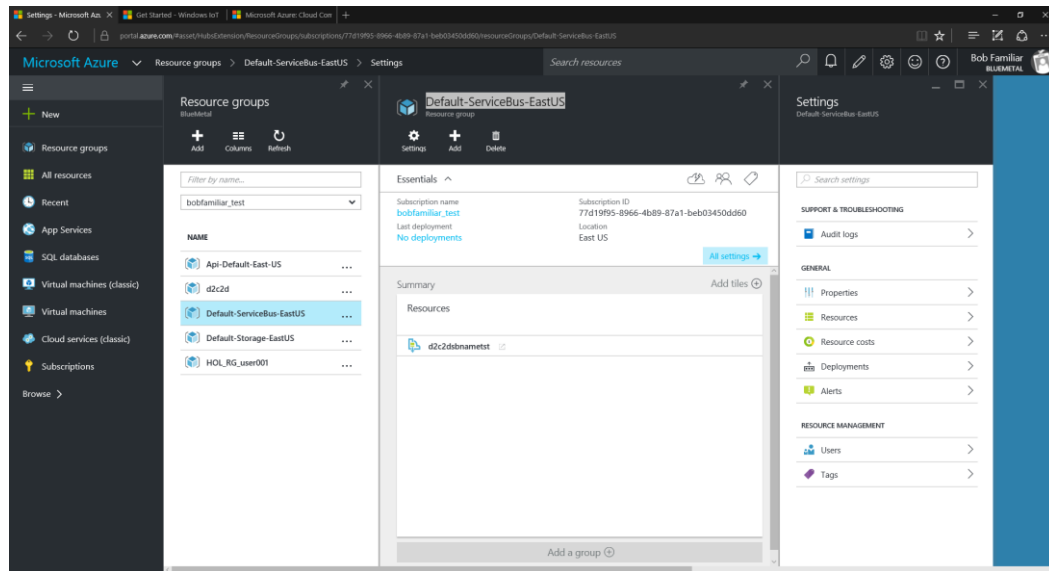 Settings - Microsoft Az
Get Started - Windows IoT
Microsoft Azure: Cloud Com
portal.azure.com/#asset/HubsExtension/ResourceGroups/subscriptions/77d19f95-8966-4b89-87a1-beb03450dd60/resourceGroups/Default-ServiceBus-EastUS
Microsoft Azure
Resource groups > Default-ServiceBus-EastUS > Settings
Search resources
Bob Familiar
BLUEMETAL
New
Resource groups
All resources
Recent
App Services
SQL databases
Virtual machines (classic)
Virtual machines
Cloud services (classic)
Subscriptions
Browse >
Resource groups
BlueMetal
Add Columns Refresh
Filter by name...
bobfamiliar_test
NAME
Api-Default-East-US ...
d2c2d ...
Default-ServiceBus-EastUS ...
Default-Storage-EastUS ...
HOL_RG_user001 ...
Default-ServiceBus-EastUS
Resource group
Settings Add Delete
Essentials
Subscription name
bobfamiliar_test
Last deployment
No deployments
Subscription ID
77d19f95-8966-4b89-87a1-beb03450dd60
Location
East US
All settings →
Summary
Add tiles
Resources
d2c2dsbnametst
Add a group
Settings
Default-ServiceBus-EastUS
Search settings
SUPPORT & TROUBLESHOOTING
Audit logs
GENERAL
Properties
Resources
Resource costs
Deployments
Alerts
RESOURCE MANAGEMENT
Users
Tags